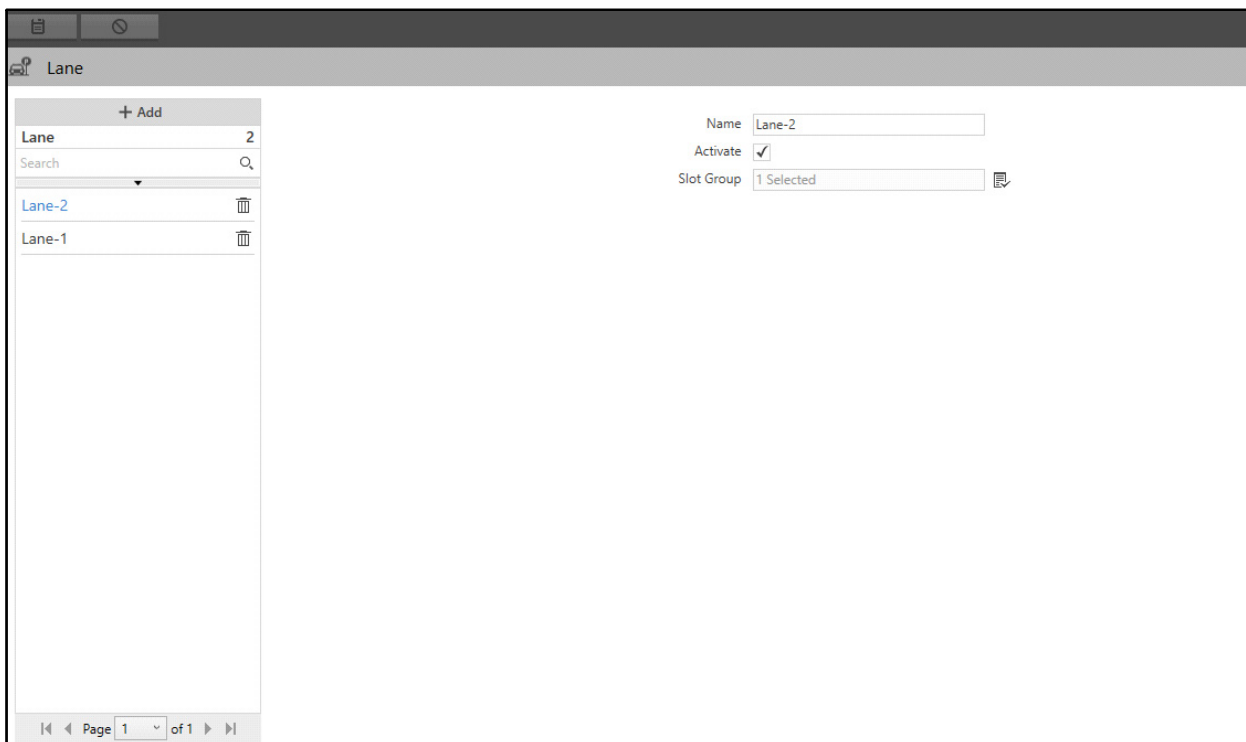 Lane
+ Add
Lane 2
Search
Lane-2
Lane-1
Page 1 of 1
Name Lane-2
Activate
Slot Group 1 Selected